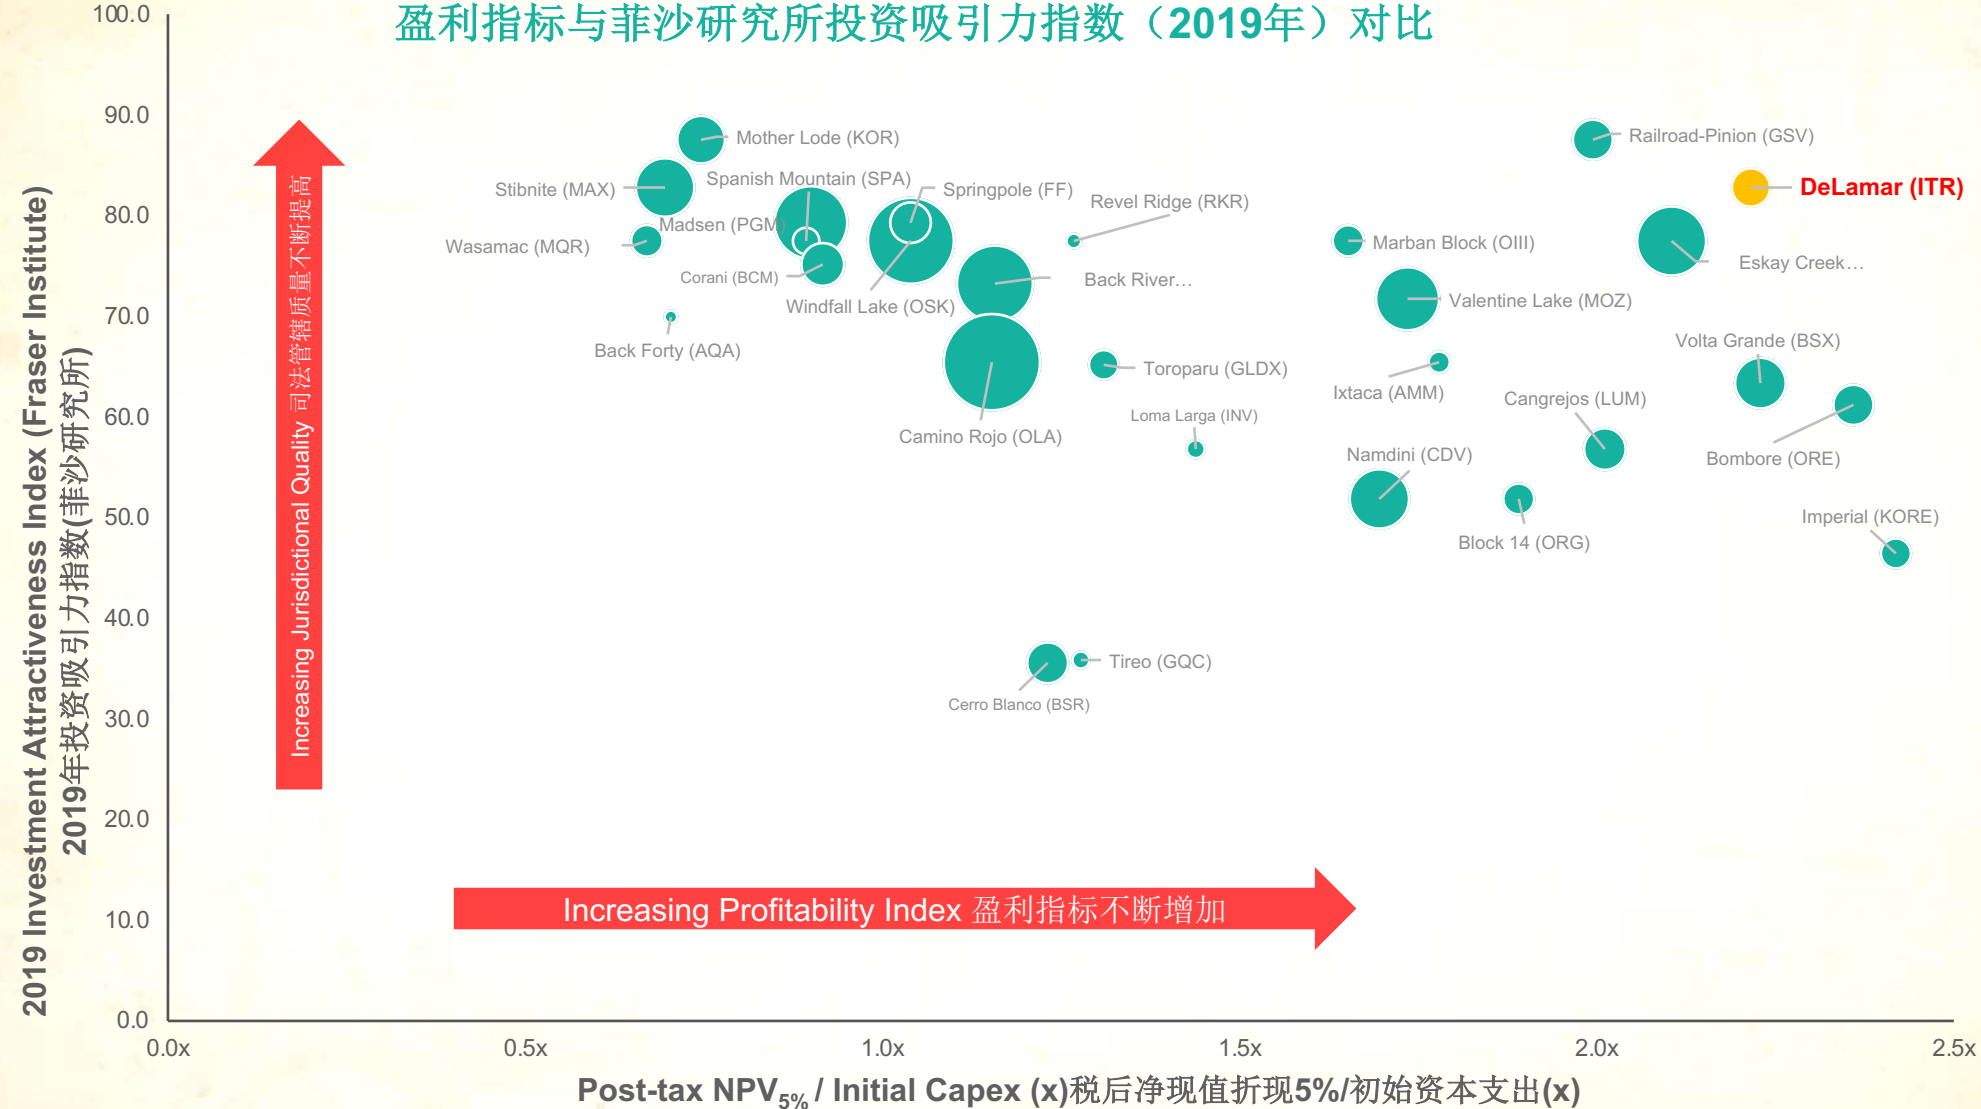 盈利指标与菲沙研究所投资吸引力指数（2019年）对比
100.0
90.0
80.0
70.0
60.0
50.0
40.0
30.0
20.0
10.0
0.0
2019 Investment Attractiveness Index (Fraser Institute)
2019年投资吸引力指数(菲沙研究所)
Increasing Jurisdictional Quality 司法管辖质量不断提高
Mother Lode (KOR)
Railroad-Pinion (GSV)
Stibnite (MAX)
Spanish Mountain (SPA)
Springpole (FF)
DeLamar (ITR)
Revel Ridge (RKR)
Madsen (PGM)
Wasamac (MQR)
Marban Block (OIII)
Corani (BCM)
Eskay Creek…
Back River…
Windfall Lake (OSK)
Valentine Lake (MOZ)
Back Forty (AQA)
Volta Grande (BSX)
Toroparu (GLDX)
Ixtaca (AMM)
Cangrejos (LUM)
Loma Larga (INV)
Camino Rojo (OLA)
Namdini (CDV)
Bombore (ORE)
Imperial (KORE)
Block 14 (ORG)
Tireo (GQC)
Cerro Blanco (BSR)
Increasing Profitability Index 盈利指标不断增加
0.0x 0.5x 1.0x 1.5x 2.0x 2.5x
Post-tax NPV5% / Initial Capex (x)税后净现值折现5%/初始资本支出(x)